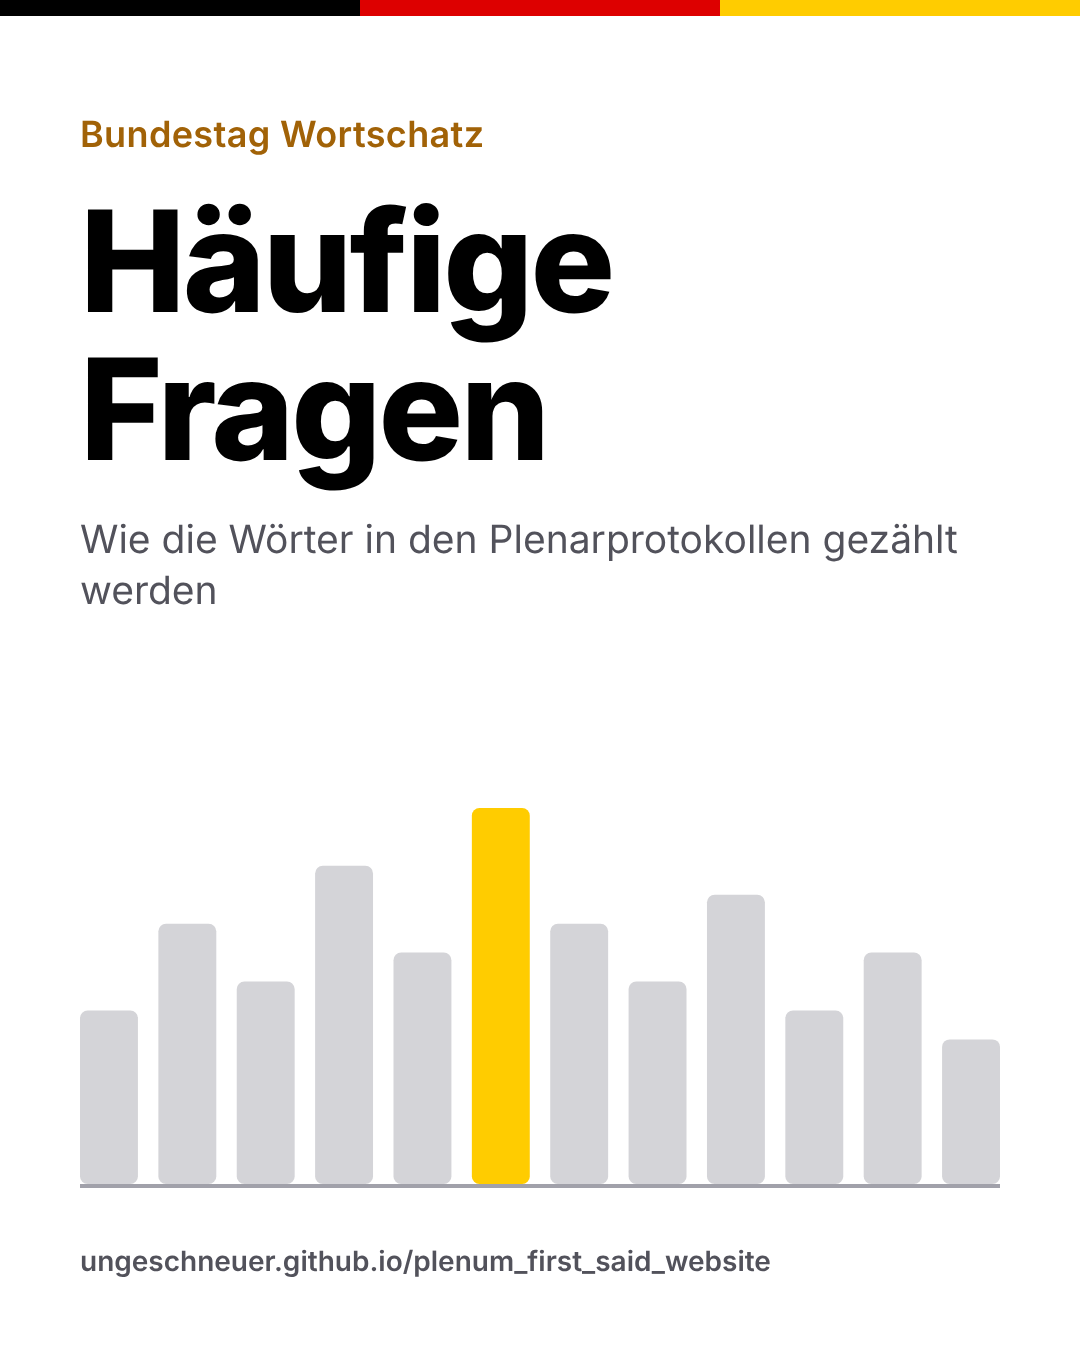 Bundestag Wortschatz
Häufige
Fragen
Wie die Wörter in den Plenarprotokollen gezählt
werden
ungeschneuer.github.io/plenum_first_said_website